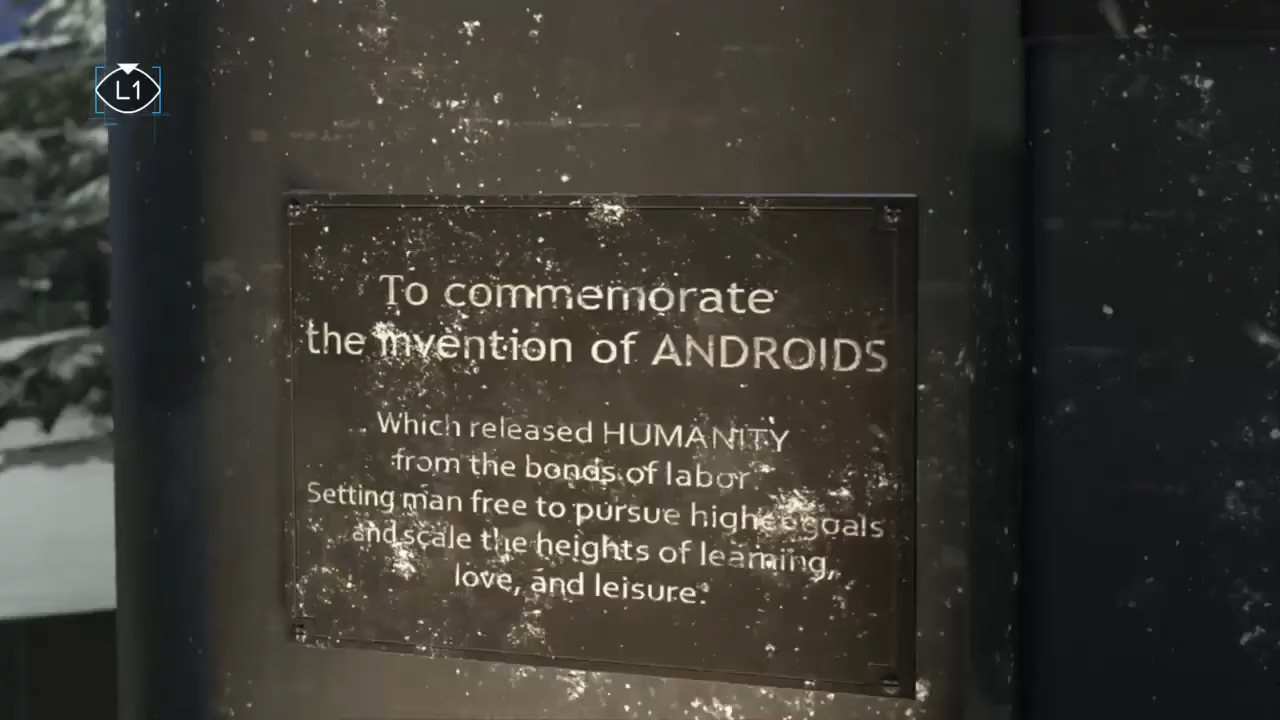 L1
To commemorate
the invention of ANDROIDS
Which released HUMANITY
from the bonds of labor
Setting man free to pursue higher goals
and scale the heights of learning,
love, and leisure.